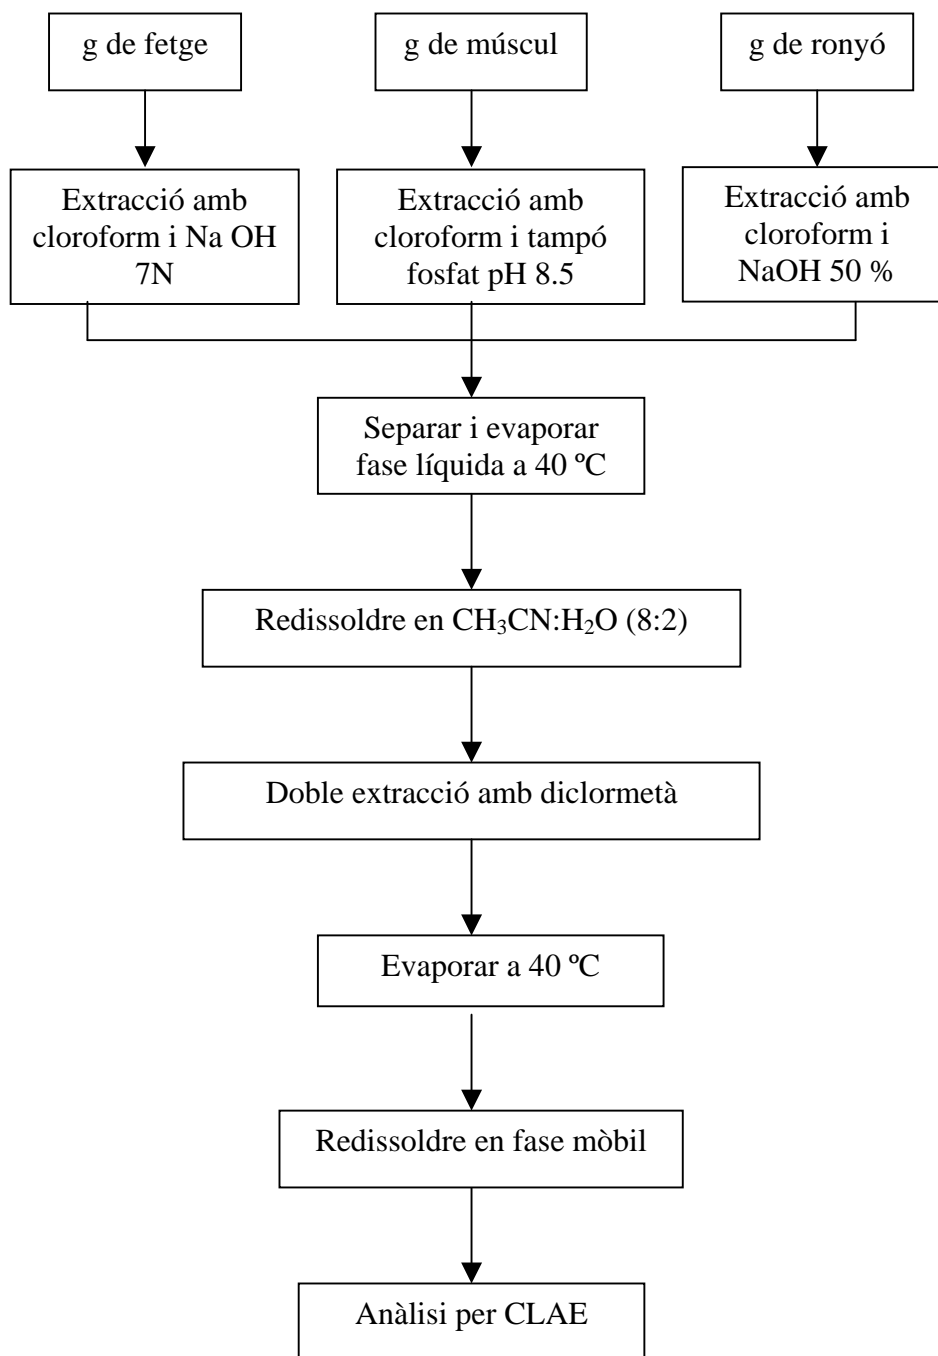 g de fetge
g de múscul
g de ronyó
Extracció amb
cloroform i Na OH
7N
Extracció amb
cloroform i tampó
fosfat pH 8.5
Extracció amb
cloroform i
NaOH 50 %
Separar i evaporar
fase líquida a 40 ºC
Redissoldre en CH₃CN:H₂O (8:2)
Doble extracció amb diclormetà
Evaporar a 40 ºC
Redissoldre en fase mòbil
Anàlisi per CLAE